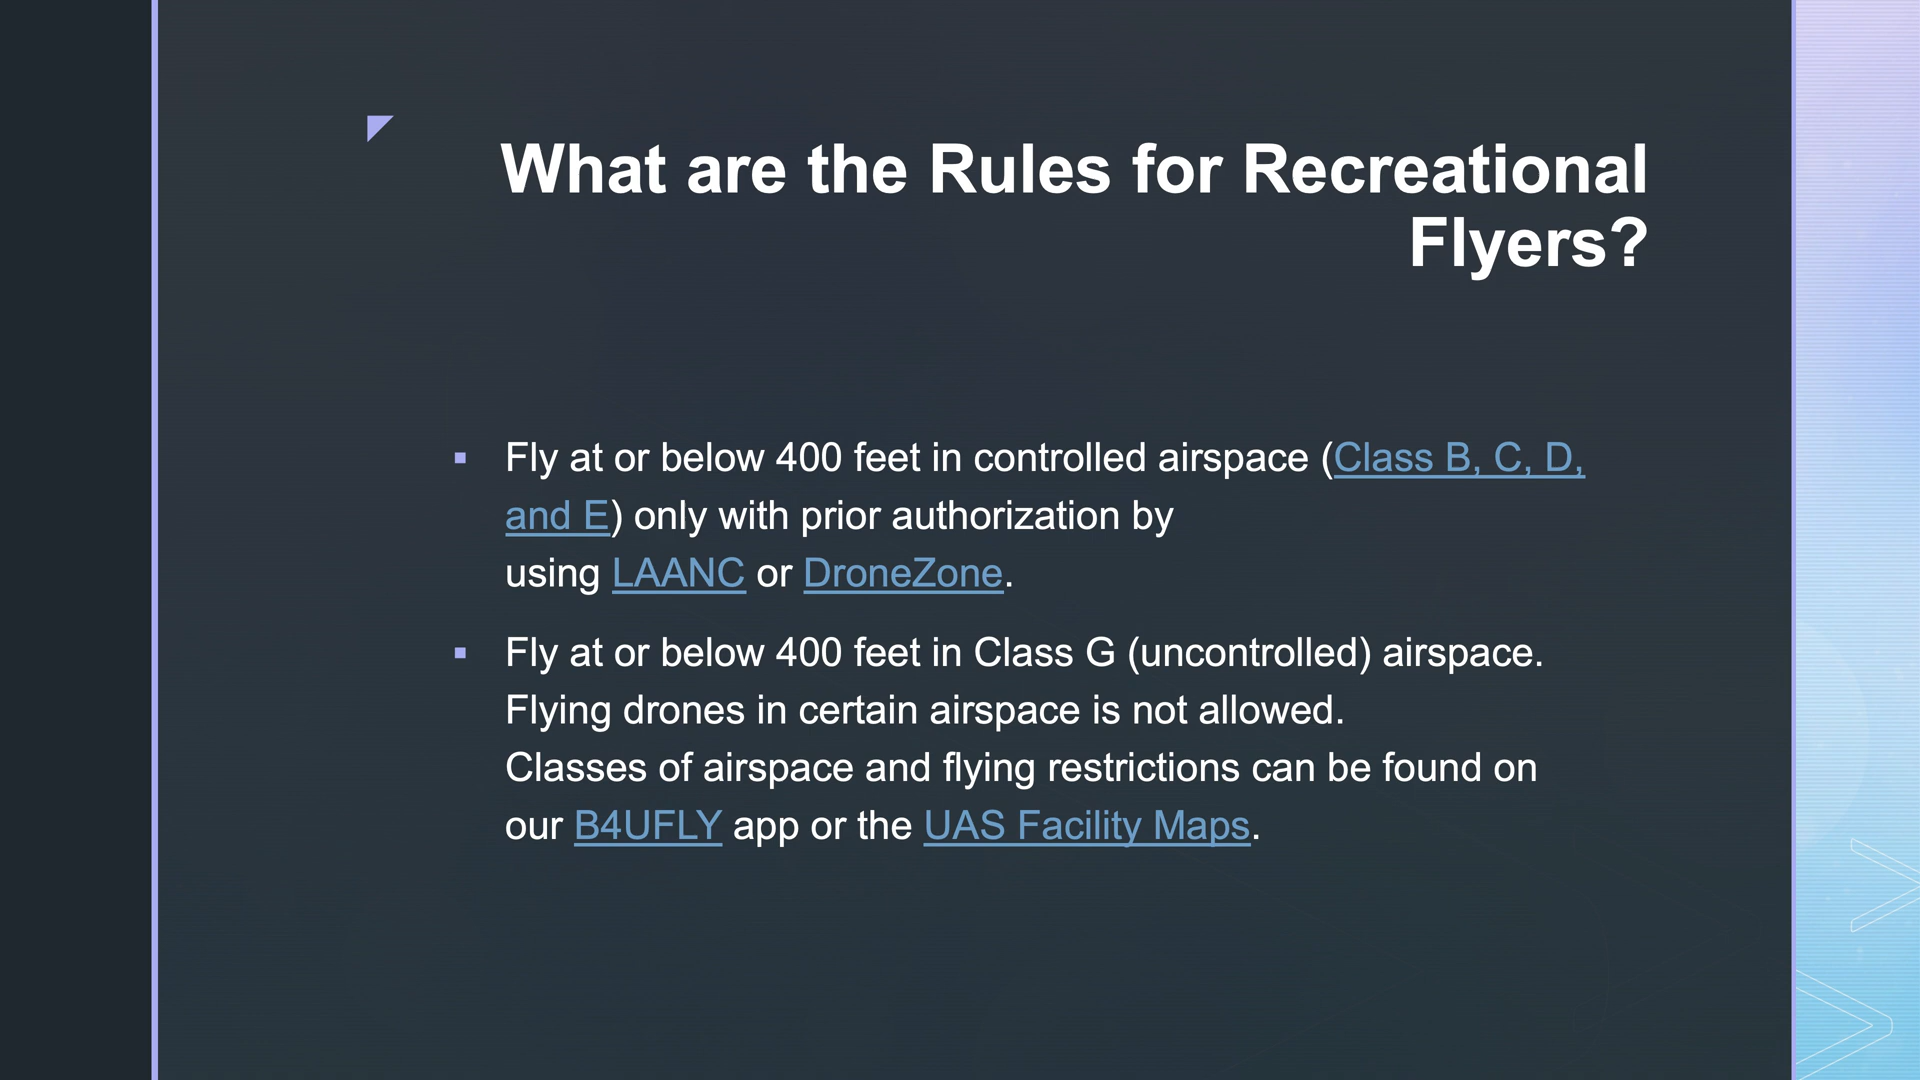 What are the Rules for Recreational
Flyers?
▪ Fly at or below 400 feet in controlled airspace (Class B, C, D,
and E) only with prior authorization by
using LAANC or DroneZone.
▪ Fly at or below 400 feet in Class G (uncontrolled) airspace.
Flying drones in certain airspace is not allowed.
Classes of airspace and flying restrictions can be found on
our B4UFLY app or the UAS Facility Maps.